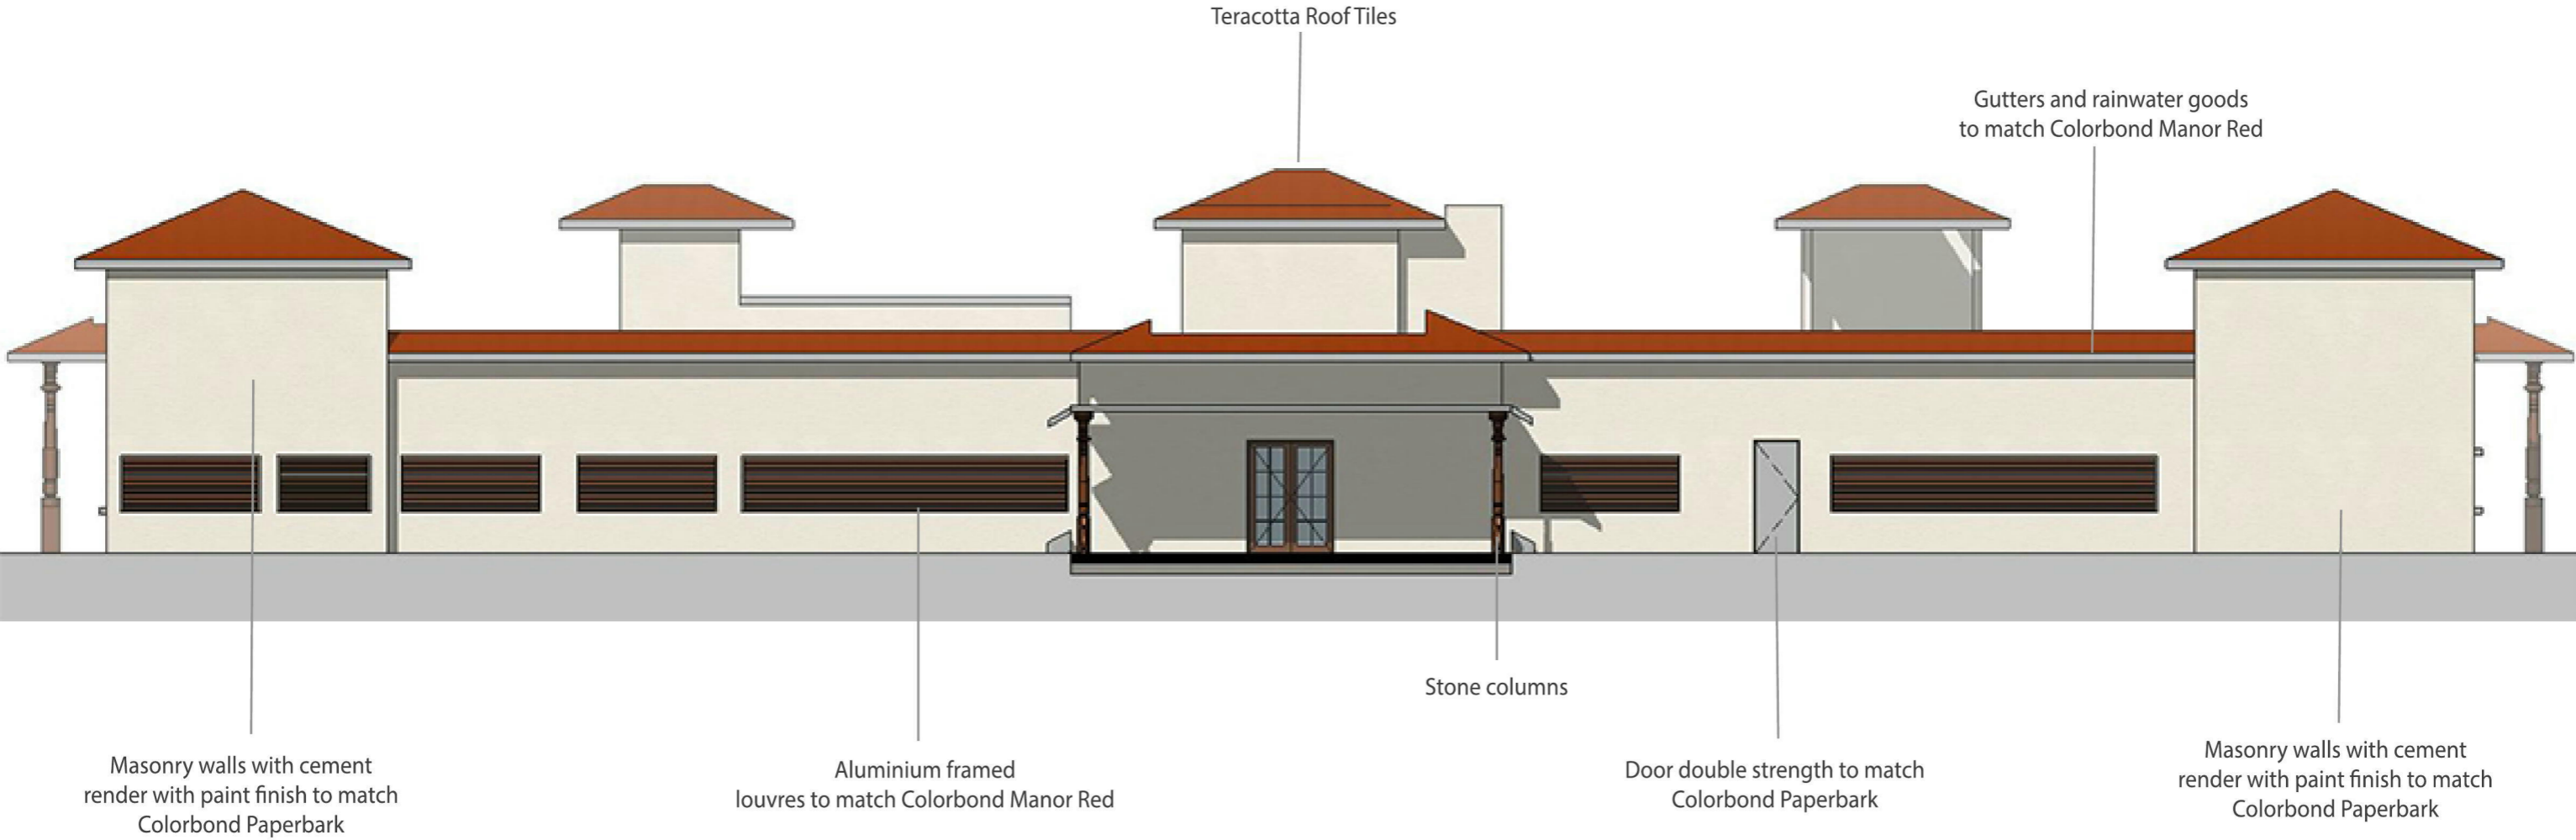 Teracotta Roof Tiles
Gutters and rainwater goods
to match Colorbond Manor Red
Stone columns
Masonry walls with cement
render with paint finish to match
Colorbond Paperbark
Aluminium framed
louvres to match Colorbond Manor Red
Door double strength to match
Colorbond Paperbark
Masonry walls with cement
render with paint finish to match
Colorbond Paperbark